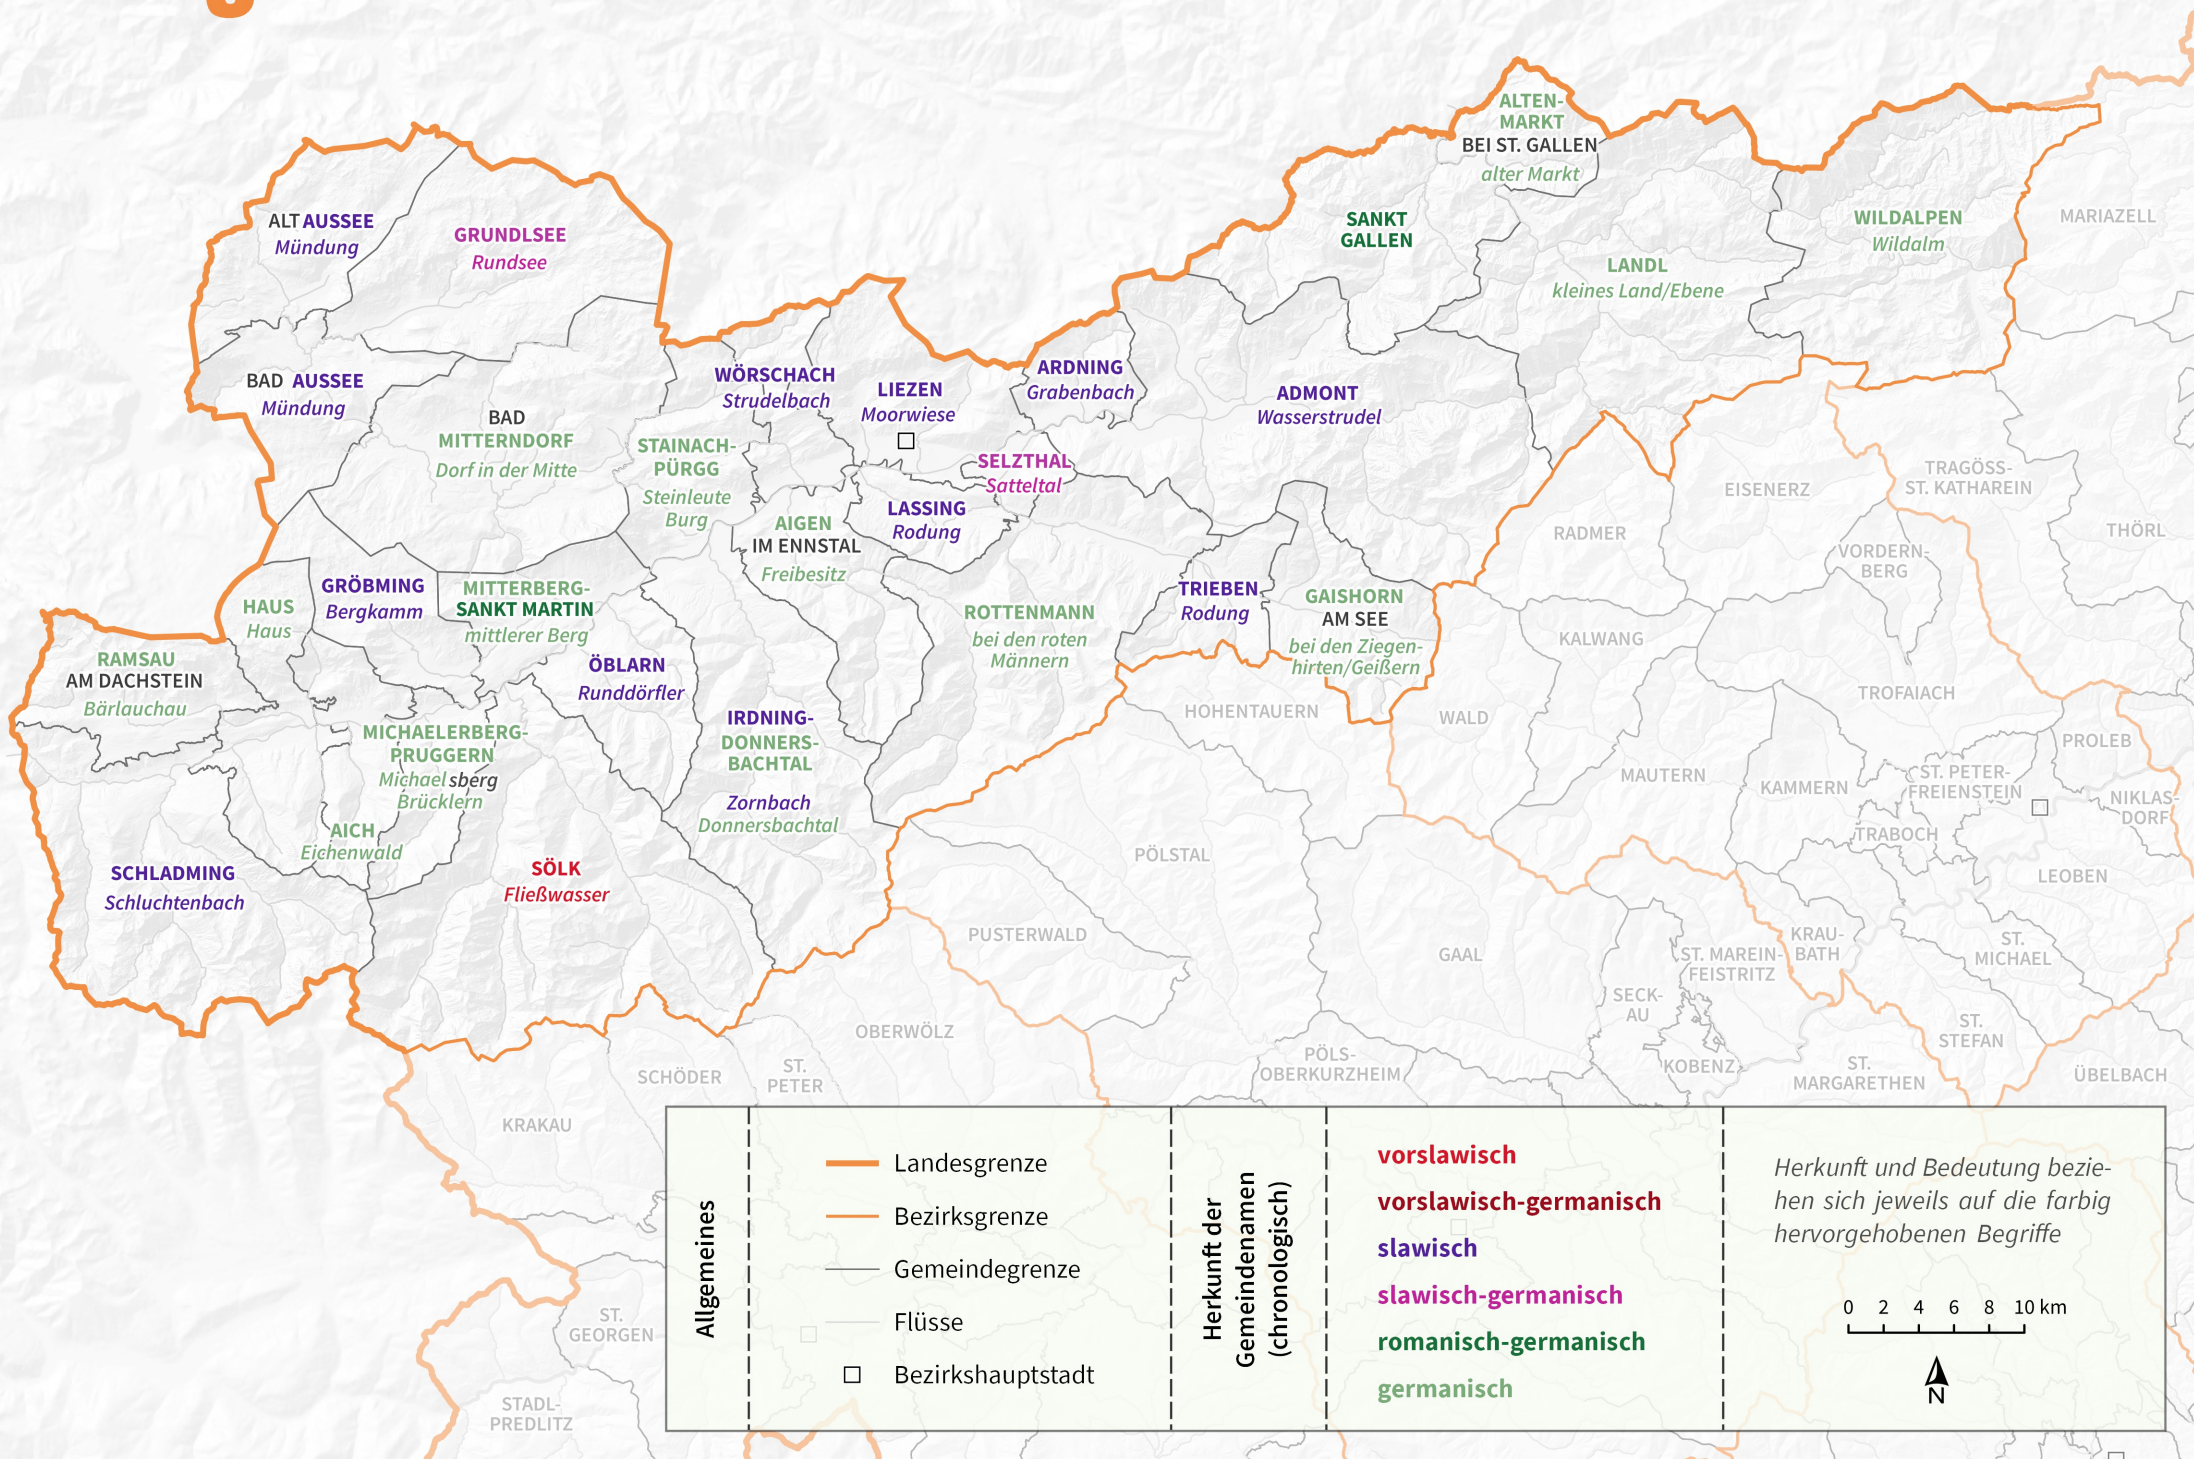 ALTEN-
MARKT
BEI ST. GALLEN
alter Markt
ALTAUSSEE
Mündung
GRUNDLSEE
Rundsee
SANKT
GALLEN
WILDALPEN
Wildalm
MARIAZELL
LANDL
kleines Land/Ebene
BAD AUSSEE
Mündung
BAD
MITTERNDORF
Dorf in der Mitte
WÖRSCHACH
Strudelbach
LIEZEN
Moorwiese
ARDNING
Grabenbach
ADMONT
Wasserstrudel
STAINACH-
PÜRGG
Steinleute
Burg
SELZTHAL
Satteltal
LASSING
Rodung
AIGEN
IM ENNSTAL
Freibesitz
TRAGÖSS-
ST. KATHAREIN
EISENERZ
RADMER
THÖRL
VORDERN-
BERG
HAUS
Haus
GRÖBMING
Bergkamm
MITTERBERG-
SANKT MARTIN
mittlerer Berg
ROTTENMANN
bei den roten
Männern
TRIEBEN
Rodung
GAISHORN
AM SEE
bei den Ziegen-
hirten/Geißern
KALWANG
RAMSAU
AM DACHSTEIN
Bärlauchau
ÖBLARN
Runddörfler
HOHENTAUERN
WALD
TROFAIACH
MICHAELERBERG-
PRUGGERN
Michaelsberg
Brücklern
IRDNING-
DONNERS-
BACHTAL
Zornbach
Donnersbachtal
PROLEB
MAUTERN
KAMMERN
ST. PETER-
FREIENSTEIN
NIKLAS-
DORF
AICH
Eichenwald
TRABOCH
SCHLADMING
Schluchtenbach
SÖLK
Fließwasser
PÖLSTAL
LEOBEN
PUSTERWALD
GAAL
ST. MAREIN-
FEISTRITZ
KRAU-
BATH
ST.
MICHAEL
SECK-
AU
OBERWÖLZ
ST.
STEFAN
SCHÖDER
ST.
PETER
PÖLS-
OBERKURZHEIM
KOBENZ
ST.
MARGARETHEN
ÜBELBACH
KRAKAU
ST.
GEORGEN
STADL-
PREDLITZ
Allgemeines
Landesgrenze
Bezirksgrenze
Gemeindegrenze
Flüsse
Bezirkshauptstadt
Herkunft der
Gemeindenamen
(chronologisch)
vorslawisch
vorslawisch-germanisch
slawisch
slawisch-germanisch
romanisch-germanisch
germanisch
Herkunft und Bedeutung bezie-
hen sich jeweils auf die farbig
hervorgehobenen Begriffe
0 2 4 6 8 10 km
N